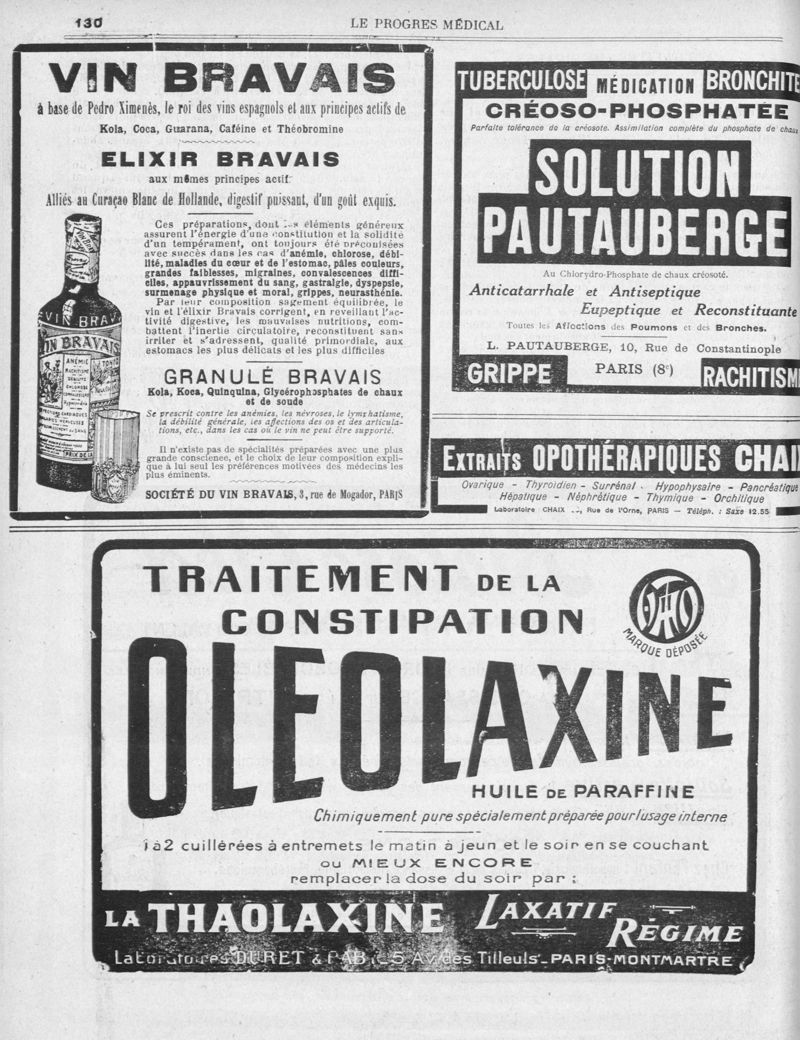 130
LE PROGRES MÉDICAL
VIN BRAVAIS
à base de Pedro Ximenès, le roi des vins espagnols et aux principes actifs de
Kola, Coca, Guarana, Caféine et Théobromine
ELIXIR BRAVAIS
aux mêmes principes actif
Alliés au Curaçao Blanc de Hollande, digestif puissant, d'un goût exquis.
Ces préparations, dont les éléments généreux
assurent l'énergie d'une constitution et la solidité
d'un tempérament, ont toujours été préconisées
avec succès dans les cas d'anémie, chlorose, débi-
lité, maladies du cœur et de l'estomac, pâles couleurs,
grandes faiblesses, migraines, convalescences diffi-
ciles, appauvrissement du sang, gastralgie, dyspepsie,
surmenage physique et moral, grippes, neurasthénie.
Par leur composition sagement équilibrée, le
vin et l'élixir Bravais corrigent, en reveillant l'ac-
tivité digestive, les mauvaises nutritions, com-
battent l'inertie circulatoire, reconstituent sans
irriter et s'adressent, qualité primordiale, aux
estomacs les plus délicats et les plus difficiles
VIN BRAV
VIN BRAVAIS
ANÉMIE
RACHITISME
CHLOROSE
TONI
GRANULÉ BRAVAIS
Kola, Koca, Quinquina, Glycérophosphates de chaux
et de soude
Se prescrit contre les anémies, les névroses, le lymphatisme,
la débilité générale, les affections des os et des articula-
tions, etc., dans les cas où le vin ne peut être supporté.
Il n'existe pas de spécialités préparées avec une plus
grande conscience, et le choix de leur composition expli-
que à lui seul les préférences motivées des médecins les
plus éminents.
SOCIÉTÉ DU VIN BRAVAIS, 3, rue de Mogador, PARIS
TUBERCULOSE MÉDICATION BRONCHITE
CRÉOSO-PHOSPHATÉE
Parfaite tolérance de la créosote. Assimilation complète du phosphate de chaux
SOLUTION
PAUTAUBERGE
Au Chlorydro-Phosphate de chaux créosoté.
Anticatarrhale et Antiseptique
Eupeptique et Reconstituante
Toutes les Affections des Poumons et des Bronches.
L. PAUTAUBERGE, 10, Rue de Constantinople
GRIPPE PARIS (8e) RACHITISM
EXTRAITS OPOTHÉRAPIQUES CHAI
Ovarique - Thyroïdien - Surrénal - Hypophysaire - Pancréatique
Hépatique - Néphrétique - Thymique - Orchitique
Laboratoire CHAIX Rue de l'Orne, PARIS — Téléph. : Saxe 12.55
TRAITEMENT DE LA
CONSTIPATION
MARQUE DÉPOSÉE
OLEOLAXINE
HUILE DE PARAFFINE
Chimiquement pure spécialement préparée pour l'usage interne
1 à 2 cuillérées à entremets le matin à jeun et le soir en se couchant
OU MIEUX ENCORE
remplacer la dose du soir par :
LA THAOLAXINE LAXATIF RÉGIME
Laboratoires DURET & RABY 5 Av. des Tilleuls - PARIS-MONTMARTRE